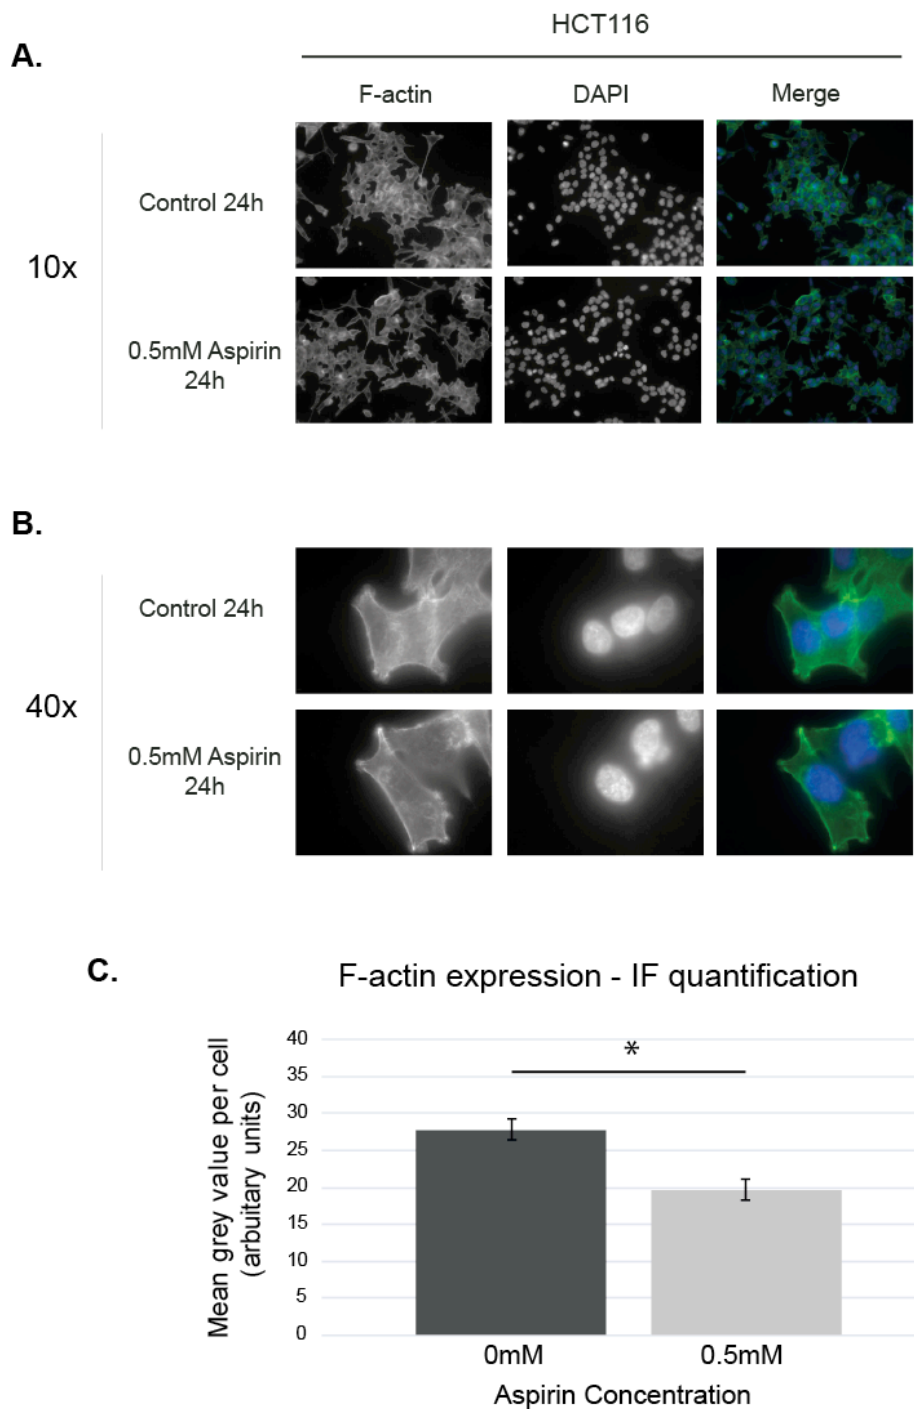 HCT116
A.
F-actin DAPI Merge
Control 24h
10x
0.5mM Aspirin
24h
B.
Control 24h
40x
0.5mM Aspirin
24h
C.
F-actin expression - IF quantification
Mean grey value per cell
(arbuitary units)
40
35
30
25
20
15
10
5
0
*
0mM 0.5mM
Aspirin Concentration